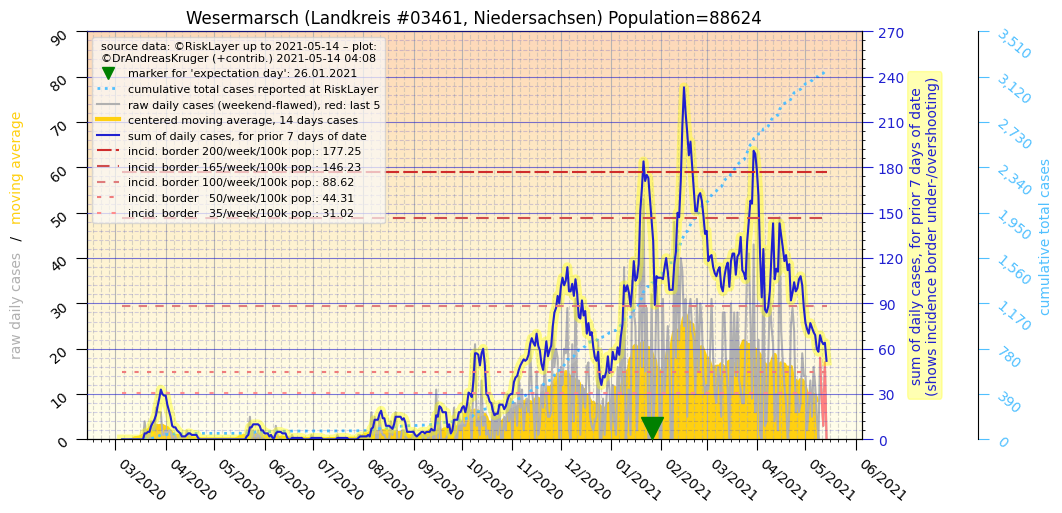 Wesermarsch (Landkreis #03461, Niedersachsen) Population=88624
source data: ©RiskLayer up to 2021-05-14 – plot:
©DrAndreasKruger (+contrib.) 2021-05-14 04:08
marker for 'expectation day': 26.01.2021
cumulative total cases reported at RiskLayer
raw daily cases (weekend-flawed), red: last 5
centered moving average, 14 days cases
sum of daily cases, for prior 7 days of date
incid. border 200/week/100k pop.: 177.25
incid. border 165/week/100k pop.: 146.23
incid. border 100/week/100k pop.: 88.62
incid. border 50/week/100k pop.: 44.31
incid. border 35/week/100k pop.: 31.02
raw daily cases / moving average
90
80
70
60
50
40
30
20
10
0
03/2020
04/2020
05/2020
06/2020
07/2020
08/2020
09/2020
10/2020
11/2020
12/2020
01/2021
02/2021
03/2021
04/2021
05/2021
06/2021
270
240
210
180
150
120
90
60
30
0
sum of daily cases, for prior 7 days of date
(shows incidence border under-/overshooting)
3,510
3,120
2,730
2,340
1,950
1,560
1,170
780
390
0
cumulative total cases